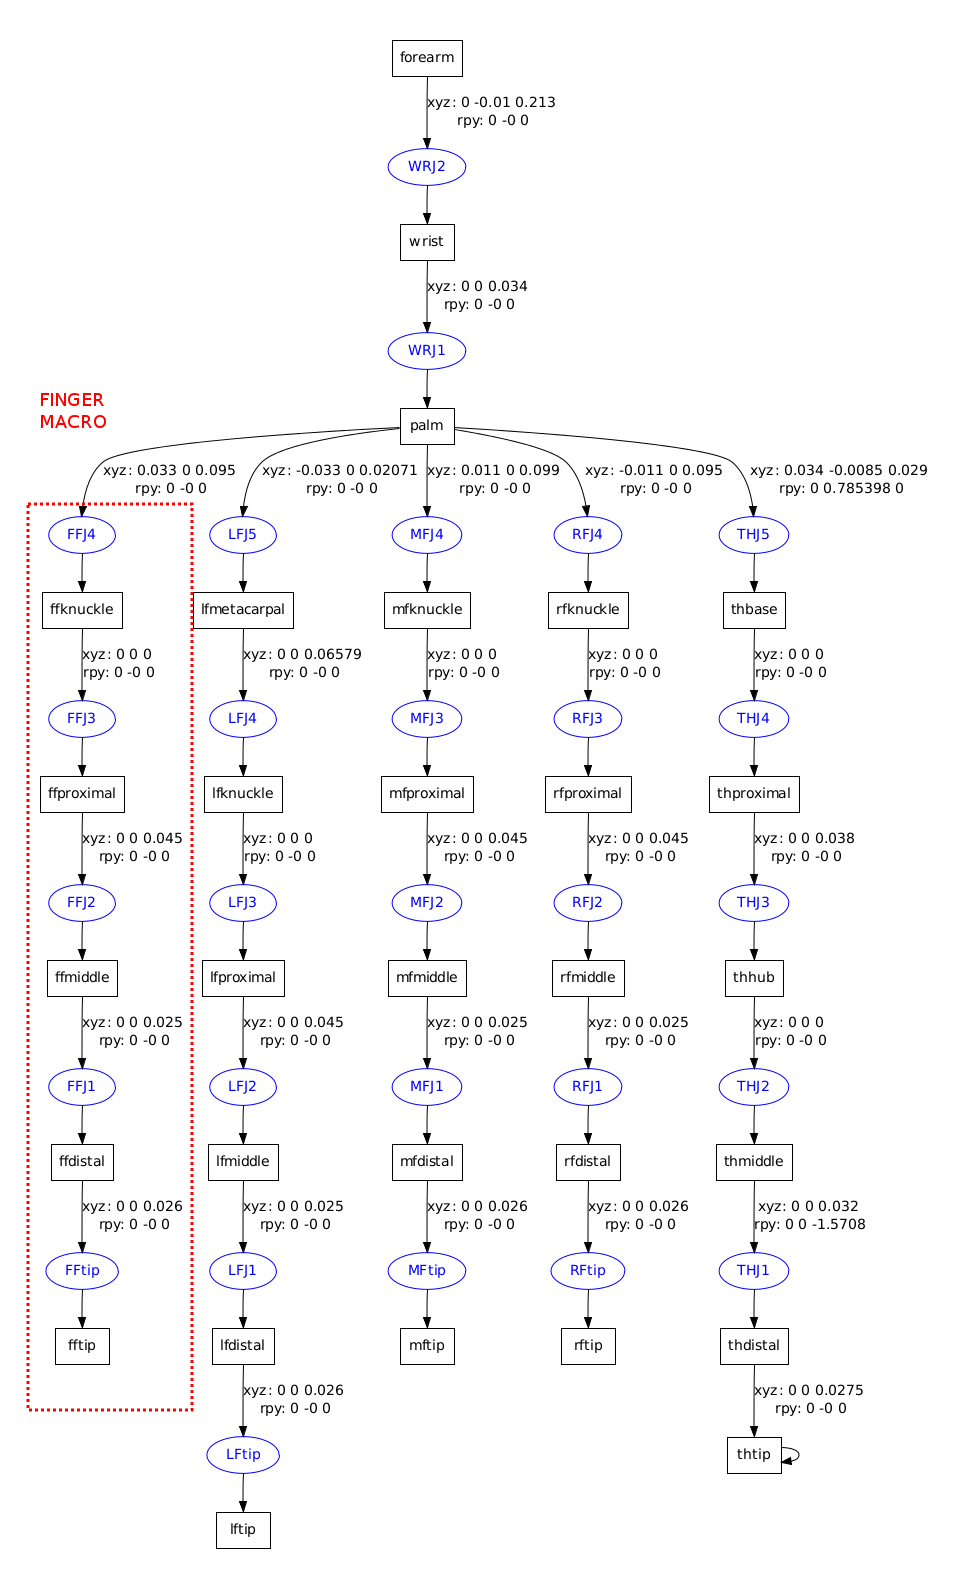 forearm
xyz: 0 -0.01 0.213
rpy: 0 -0 0
WRJ2
wrist
xyz: 0 0 0.034
rpy: 0 -0 0
WRJ1
FINGER
MACRO
palm
xyz: 0.033 0 0.095
rpy: 0 -0 0
xyz: -0.033 0 0.02071
rpy: 0 -0 0
xyz: 0.011 0 0.099
rpy: 0 -0 0
xyz: -0.011 0 0.095
rpy: 0 -0 0
xyz: 0.034 -0.0085 0.029
rpy: 0 0.785398 0
FFJ4
LFJ5
MFJ4
RFJ4
THJ5
ffknuckle
lfmetacarpal
mfknuckle
rfknuckle
thbase
xyz: 0 0 0
rpy: 0 -0 0
xyz: 0 0 0.06579
rpy: 0 -0 0
xyz: 0 0 0
rpy: 0 -0 0
xyz: 0 0 0
rpy: 0 -0 0
xyz: 0 0 0
rpy: 0 -0 0
FFJ3
LFJ4
MFJ3
RFJ3
THJ4
ffproximal
lfknuckle
mfproximal
rfproximal
thproximal
xyz: 0 0 0.045
rpy: 0 -0 0
xyz: 0 0 0
rpy: 0 -0 0
xyz: 0 0 0.045
rpy: 0 -0 0
xyz: 0 0 0.045
rpy: 0 -0 0
xyz: 0 0 0.038
rpy: 0 -0 0
FFJ2
LFJ3
MFJ2
RFJ2
THJ3
ffmiddle
lfproximal
mfmiddle
rfmiddle
thhub
xyz: 0 0 0.025
rpy: 0 -0 0
xyz: 0 0 0.045
rpy: 0 -0 0
xyz: 0 0 0.025
rpy: 0 -0 0
xyz: 0 0 0.025
rpy: 0 -0 0
xyz: 0 0 0
rpy: 0 -0 0
FFJ1
LFJ2
MFJ1
RFJ1
THJ2
ffdistal
lfmiddle
mfdistal
rfdistal
thmiddle
xyz: 0 0 0.026
rpy: 0 -0 0
xyz: 0 0 0.025
rpy: 0 -0 0
xyz: 0 0 0.026
rpy: 0 -0 0
xyz: 0 0 0.026
rpy: 0 -0 0
xyz: 0 0 0.032
rpy: 0 0 -1.5708
FFtip
LFJ1
MFtip
RFtip
THJ1
fftip
lfdistal
mftip
rftip
thdistal
xyz: 0 0 0.026
rpy: 0 -0 0
xyz: 0 0 0.0275
rpy: 0 -0 0
LFtip
thtip
lftip